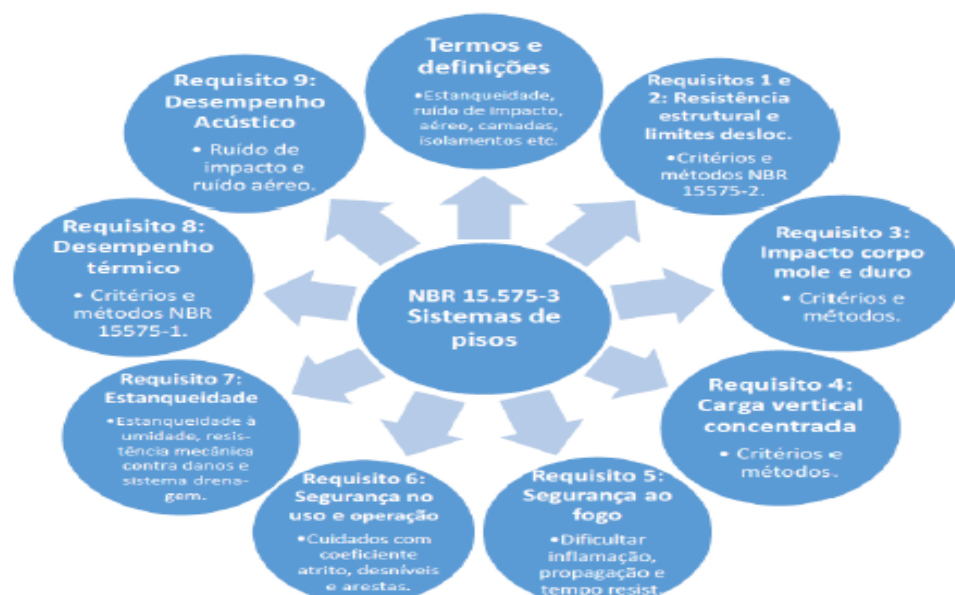 Termos e
definições
•Estanqueidade,
ruído de impacto,
aéreo, camadas,
isolamentos etc.
Requisitos 1 e
2: Resistência
estrutural e
limites desloc.
•Critérios e
métodos NBR
15575-2.
Requisito 3:
Impacto corpo
mole e duro
• Critérios e
métodos.
Requisito 4:
Carga vertical
concentrada
• Critérios e
métodos.
Requisito 5:
Segurança ao
fogo
•Dificultar
inflamação,
propagação e
tempo resist.
Requisito 6:
Segurança no
uso e operação
•Cuidados com
coeficiente
atrito, desníveis
e arestas.
Requisito 7:
Estanqueidade
•Estanqueidade à
umidade, resis-
tência mecânica
contra danos e
sistema drena-
gem.
Requisito 8:
Desempenho
térmico
• Critérios e
métodos NBR
15575-1.
Requisito 9:
Desempenho
Acústico
• Ruído de
impacto e
ruído aéreo.
NBR 15.575-3
Sistemas de
pisos